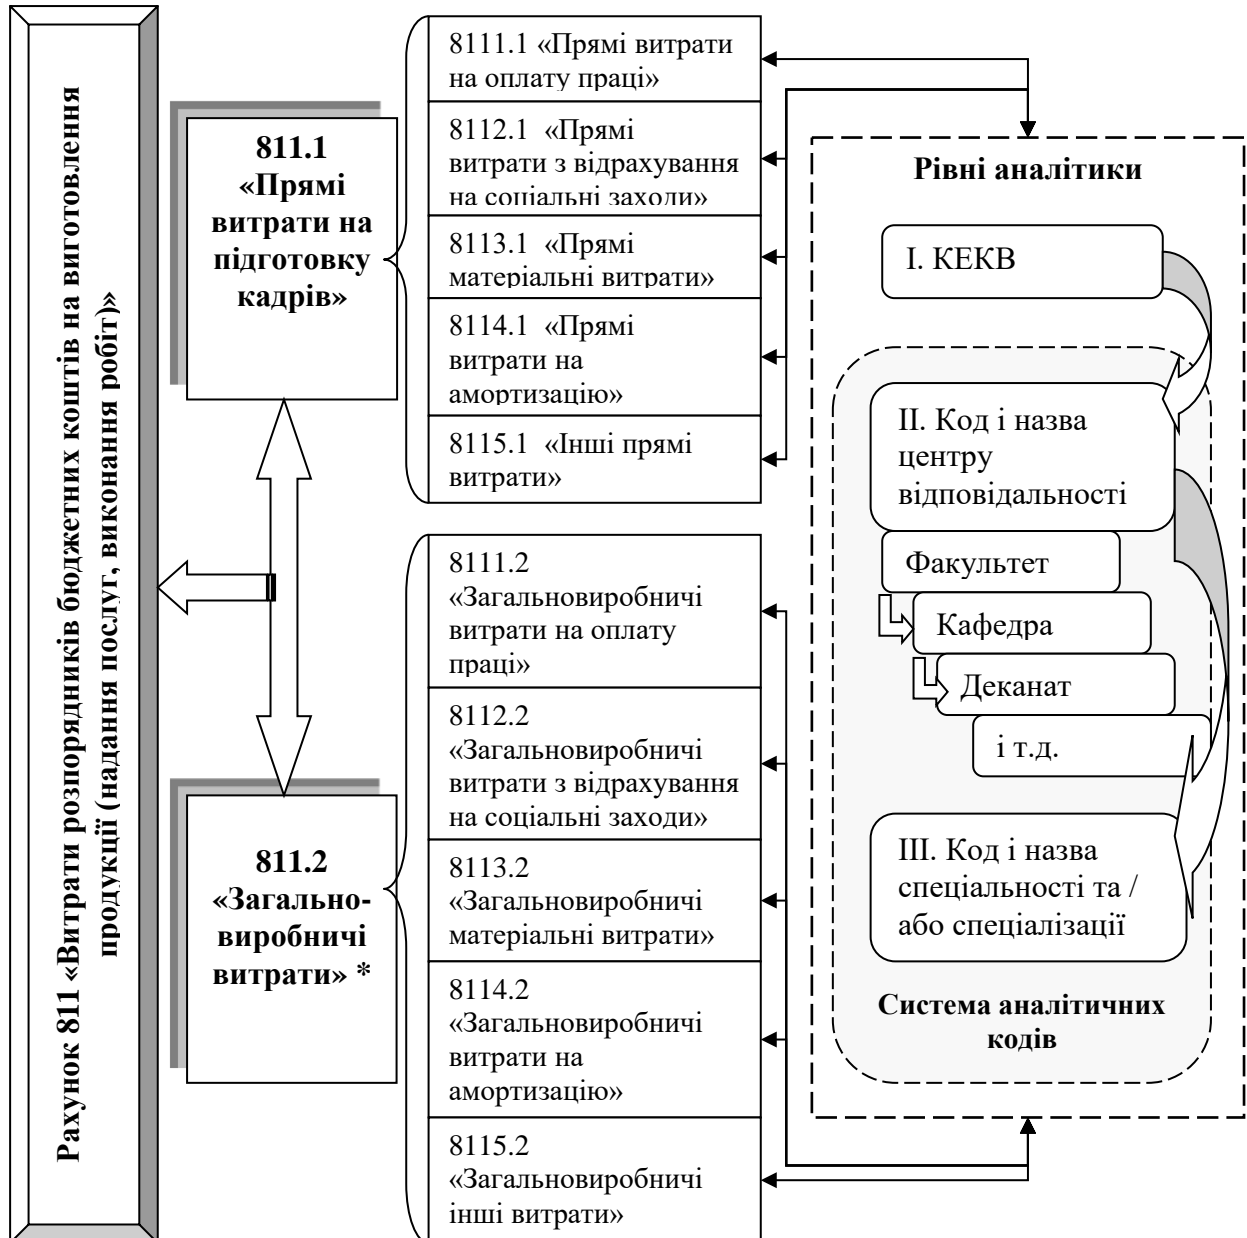 Рахунок 811 «Витрати розпорядників бюджетних коштів на виготовлення
продукції (надання послуг, виконання робіт)»
811.1
«Прямі
витрати на
підготовку
кадрів»
8111.1 «Прямі витрати
на оплату праці»
8112.1 «Прямі
витрати з відрахування
на соціальні заходи»
8113.1 «Прямі
матеріальні витрати»
8114.1 «Прямі
витрати на
амортизацію»
8115.1 «Інші прямі
витрати»
811.2
«Загально-
виробничі
витрати» *
8111.2
«Загальновиробничі
витрати на оплату
праці»
8112.2
«Загальновиробничі
витрати з відрахування
на соціальні заходи»
8113.2
«Загальновиробничі
матеріальні витрати»
8114.2
«Загальновиробничі
витрати на
амортизацію»
8115.2
«Загальновиробничі
інші витрати»
Рівні аналітики
I. КЕКВ
II. Код і назва
центру
відповідальності
Факультет
Кафедра
Деканат
і т.д.
III. Код і назва
спеціальності та /
або спеціалізації
Система аналітичних
кодів